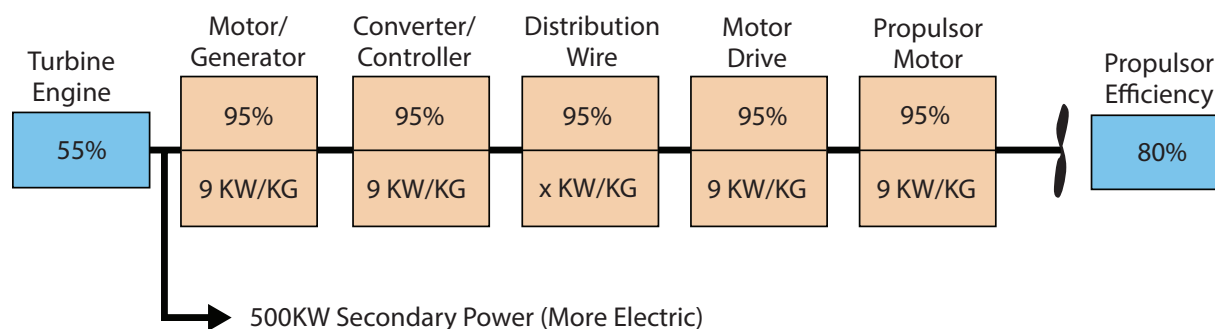 Turbine
Engine
55%
Motor/
Generator
95%
9 KW/KG
Converter/
Controller
95%
9 KW/KG
Distribution
Wire
95%
x KW/KG
Motor
Drive
95%
9 KW/KG
Propulsor
Motor
95%
9 KW/KG
Propulsor
Efficiency
80%
500KW Secondary Power (More Electric)